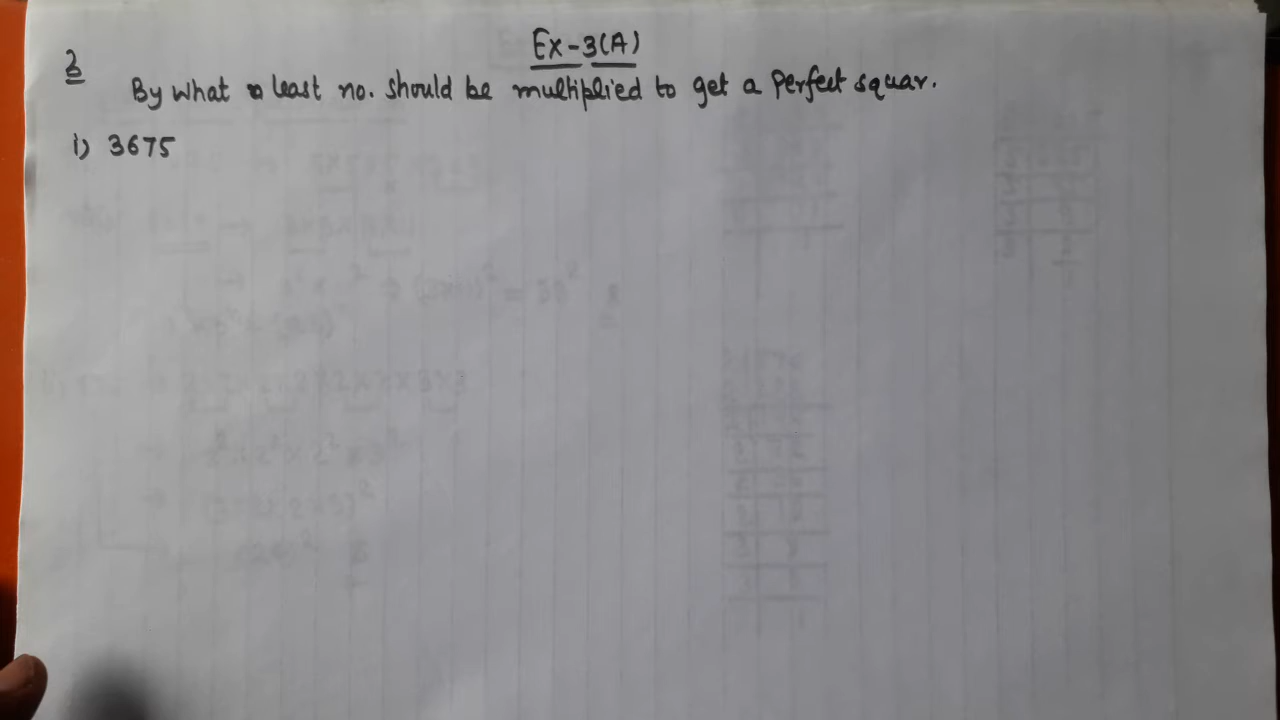 Ex-3(A)
3
By what least no. should be multiplied to get a perfect squar.
i) 3675